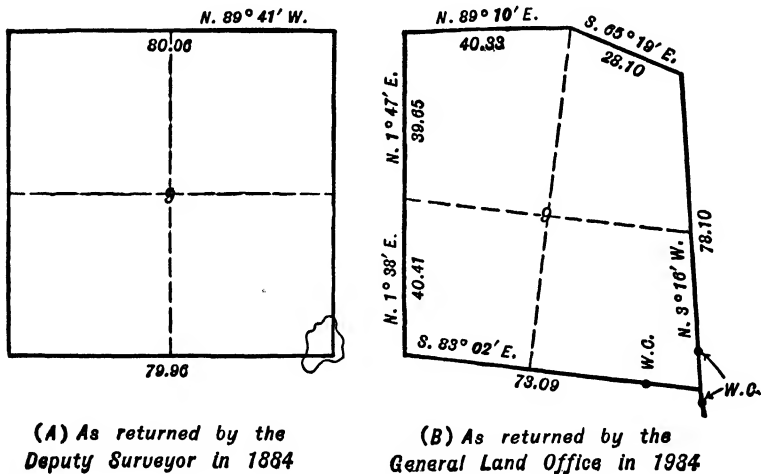 N. 89° 41' W.
80.06
9
79.96
(A) As returned by the
Deputy Surveyor in 1884
N. 89° 10' E.
40.33
S. 65° 19' E.
28.10
N. 1° 47' E.
39.65
9
N. 1° 38' E.
40.41
78.10
N. 3° 16' W.
S. 83° 02' E.
73.09
W.C.
W.C.
(B) As returned by the
General Land Office in 1934